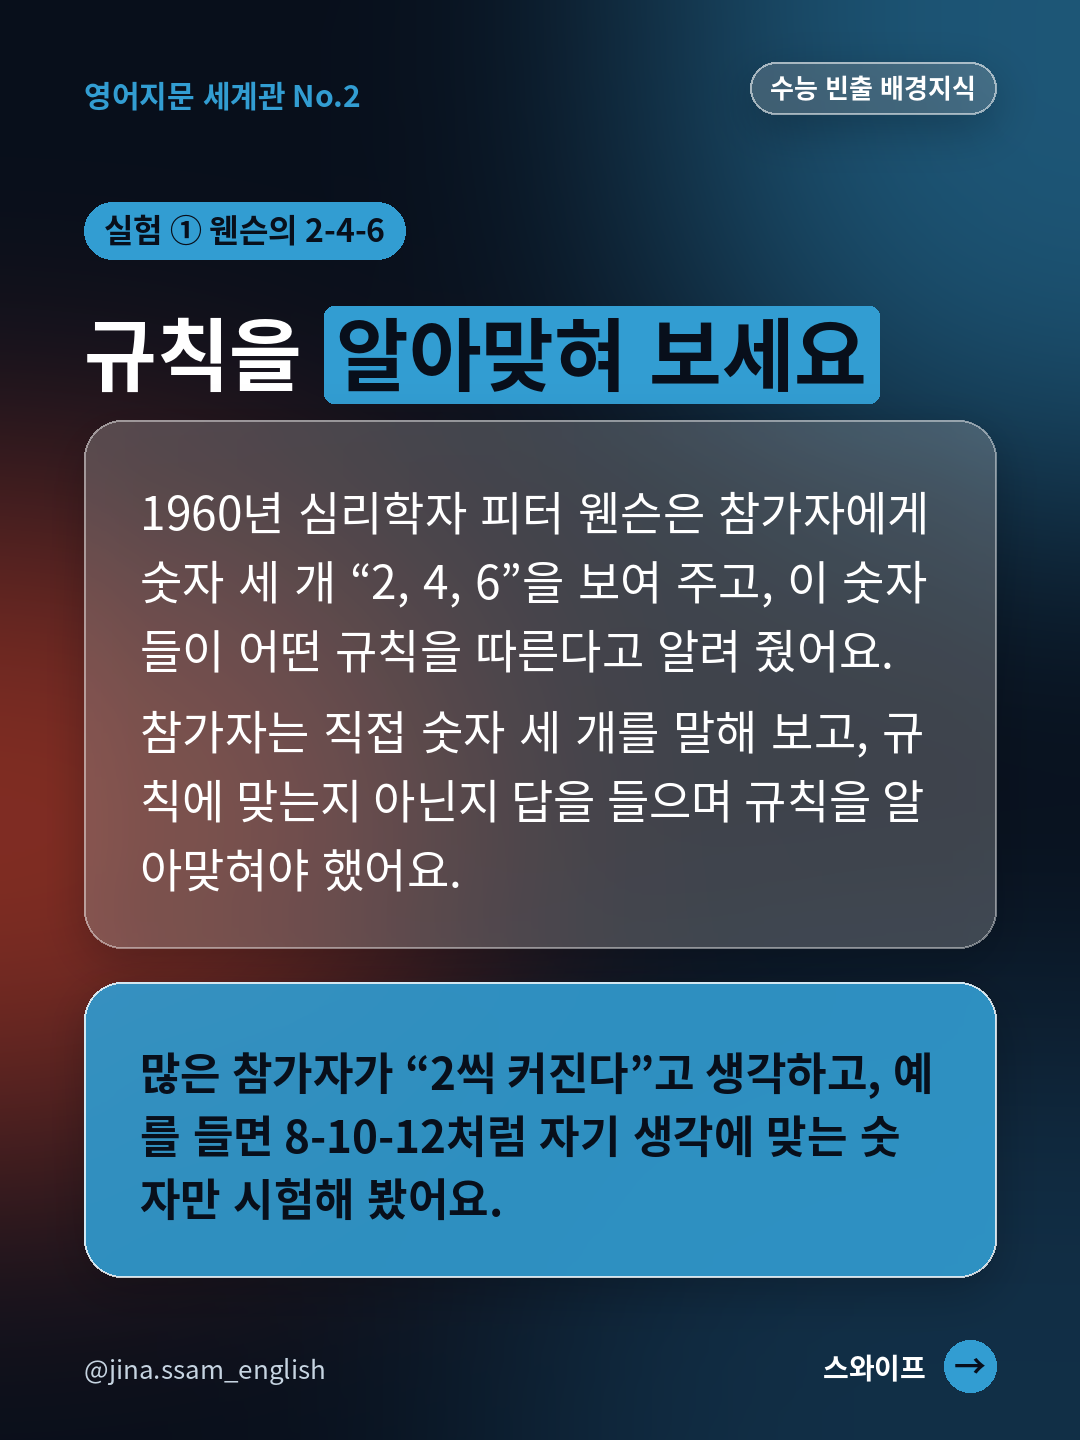 영어지문 세계관 No.2
수능 빈출 배경지식
실험 ① 웬슨의 2-4-6
규칙을 알아맞혀 보세요
1960년 심리학자 피터 웬슨은 참가자에게
숫자 세 개 “2, 4, 6”을 보여 주고, 이 숫자
들이 어떤 규칙을 따른다고 알려 줬어요.
참가자는 직접 숫자 세 개를 말해 보고, 규
칙에 맞는지 아닌지 답을 들으며 규칙을 알
아맞혀야 했어요.
많은 참가자가 “2씩 커진다”고 생각하고, 예
를 들면 8-10-12처럼 자기 생각에 맞는 숫
자만 시험해 봤어요.
@jina.ssam_english
스와이프 →